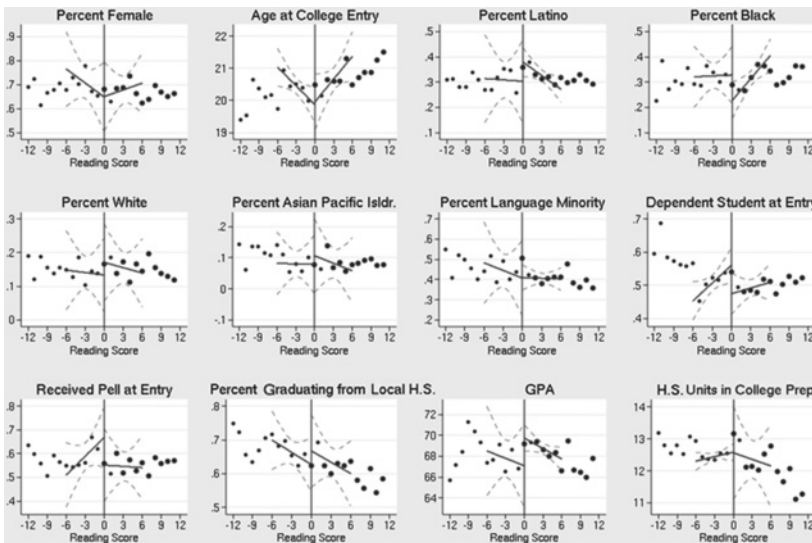 Percent Female
.9
.8
.7
.6
.5
-12 -9 -6 -3 0 3 6 9 12
Reading Score
Age at College Entry
22
21
20
19
-12 -9 -6 -3 0 3 6 9 12
Reading Score
Percent Latino
.5
.4
.3
.2
.1
-12 -9 -6 -3 0 3 6 9 12
Reading Score
Percent Black
.5
.4
.3
.2
.1
-12 -9 -6 -3 0 3 6 9 12
Reading Score
Percent White
.3
.2
.1
0
-12 -9 -6 -3 0 3 6 9 12
Reading Score
Percent Asian Pacific Isldr.
.2
.1
0
-.1
-12 -9 -6 -3 0 3 6 9 12
Reading Score
Percent Language Minority
.7
.6
.5
.4
.3
.2
-12 -9 -6 -3 0 3 6 9 12
Reading Score
Dependent Student at Entry
.7
.6
.5
.4
-12 -9 -6 -3 0 3 6 9 12
Reading Score
Received Pell at Entry
.8
.7
.6
.5
.4
-12 -9 -6 -3 0 3 6 9 12
Reading Score
Percent Graduating from Local H.S.
.8
.7
.6
.5
-12 -9 -6 -3 0 3 6 9 12
Reading Score
GPA
72
70
68
66
64
-12 -9 -6 -3 0 3 6 9 12
Reading Score
H.S. Units in College Prep
14
13
12
11
-12 -9 -6 -3 0 3 6 9 12
Reading Score